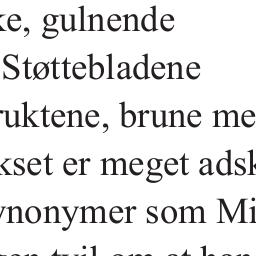 ke, gulnende
Støttebladene
ruktene, brune me
kset er meget adsk
ynonymer som Mi